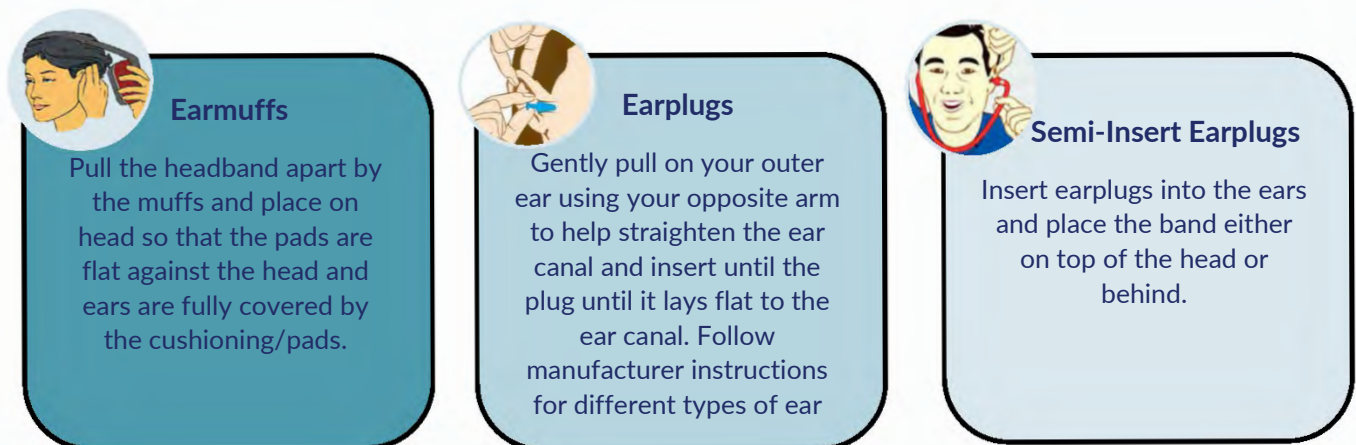 Earmuffs
Pull the headband apart by
the muffs and place on
head so that the pads are
flat against the head and
ears are fully covered by
the cushioning/pads.
Earplugs
Gently pull on your outer
ear using your opposite arm
to help straighten the ear
canal and insert until the
plug until it lays flat to the
ear canal. Follow
manufacturer instructions
for different types of ear
Semi-Insert Earplugs
Insert earplugs into the ears
and place the band either
on top of the head or
behind.